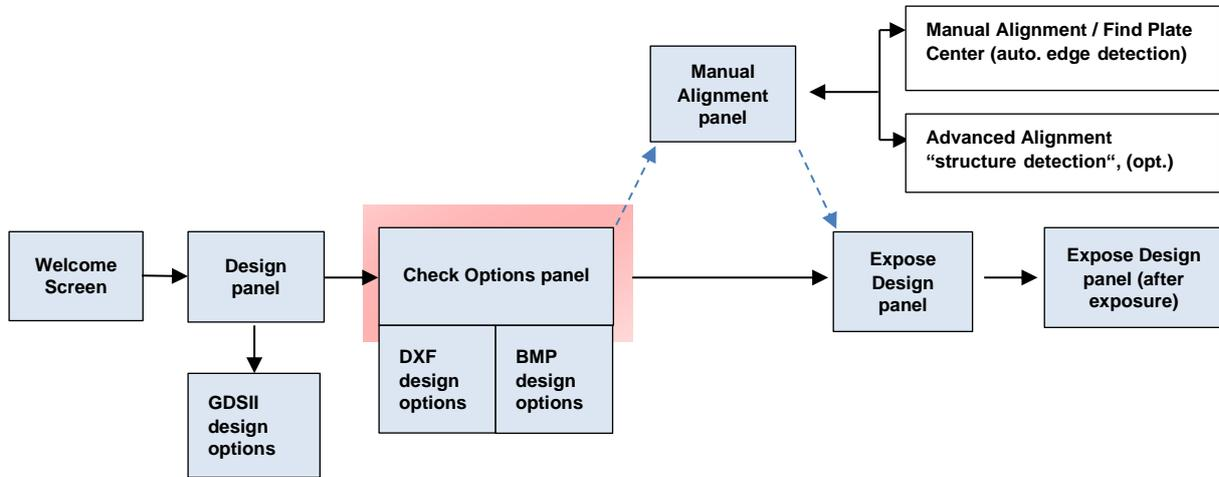 Manual Alignment / Find Plate
Center (auto. edge detection)
Manual
Alignment
panel
Advanced Alignment
“structure detection“, (opt.)
Welcome
Screen
Design
panel
Check Options panel
Expose
Design
panel
Expose Design
panel (after
exposure)
DXF
design
options
BMP
design
options
GDSII
design
options